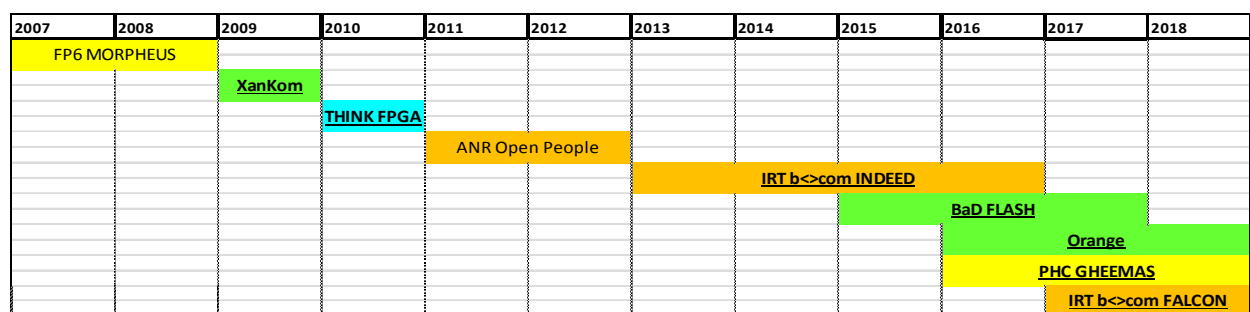 2007 2008 2009 2010 2011 2012 2013 2014 2015 2016 2017 2018
FP6 MORPHEUS
XanKom
THINK FPGA
ANR Open People
IRT b<>com INDEED
BaD FLASH
Orange
PHC GHEEMAS
IRT b<>com FALCON